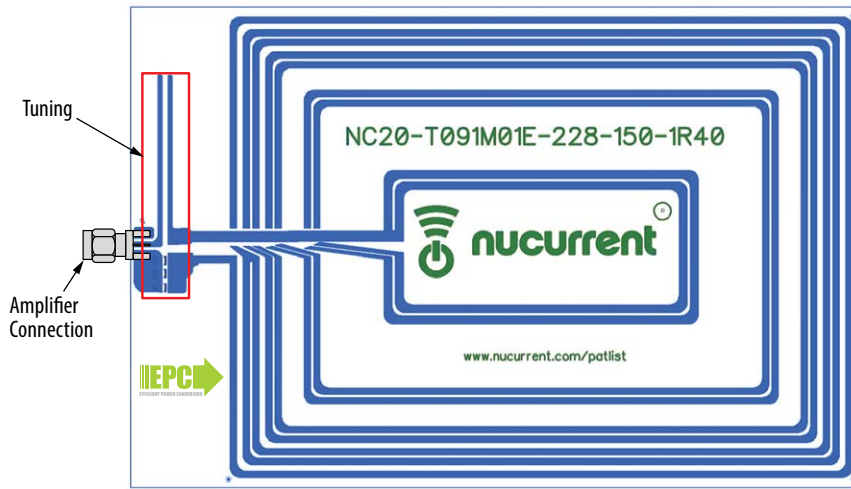 Tuning
NC20-T091M01E-228-150-1R40
R
nucurrent
Amplifier
Connection
www.nucurrent.com/patlist
EPC
EFFICIENT POWER CONVERSION